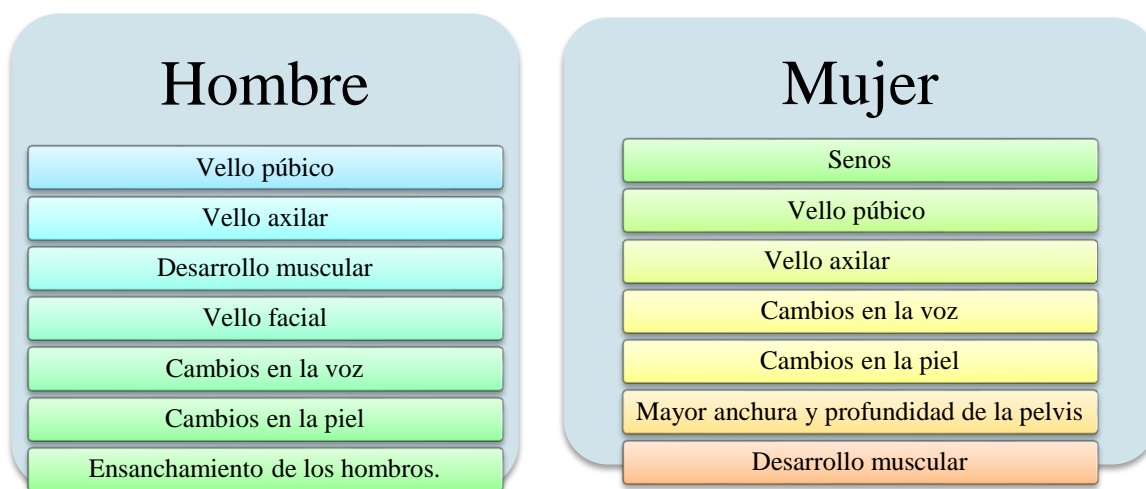 Hombre
Vello púbico
Vello axilar
Desarrollo muscular
Vello facial
Cambios en la voz
Cambios en la piel
Ensanchamiento de los hombros.
Mujer
Senos
Vello púbico
Vello axilar
Cambios en la voz
Cambios en la piel
Mayor anchura y profundidad de la pelvis
Desarrollo muscular